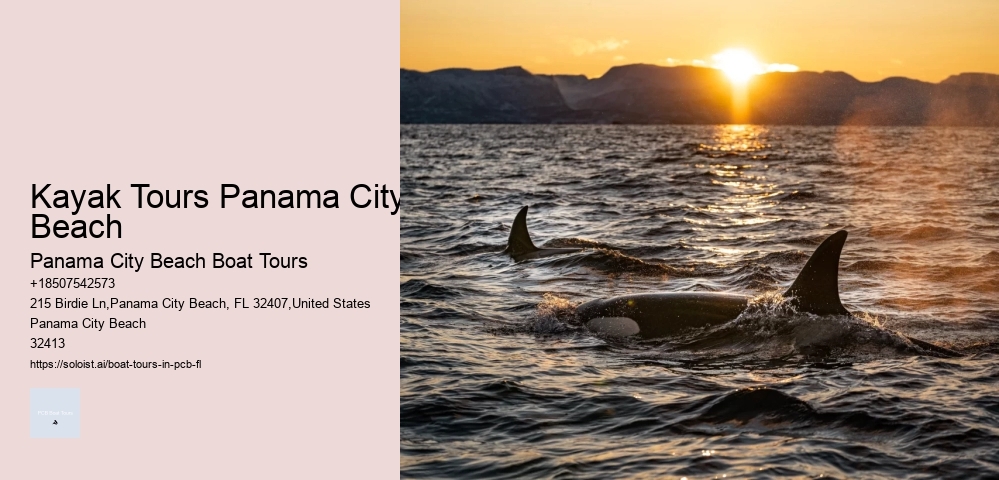 Kayak Tours Panama City
Beach
Panama City Beach Boat Tours
+18507542573
215 Birdie Ln,Panama City Beach, FL 32407,United States
Panama City Beach
32413
https://soloist.ai/boat-tours-in-pcb-fl